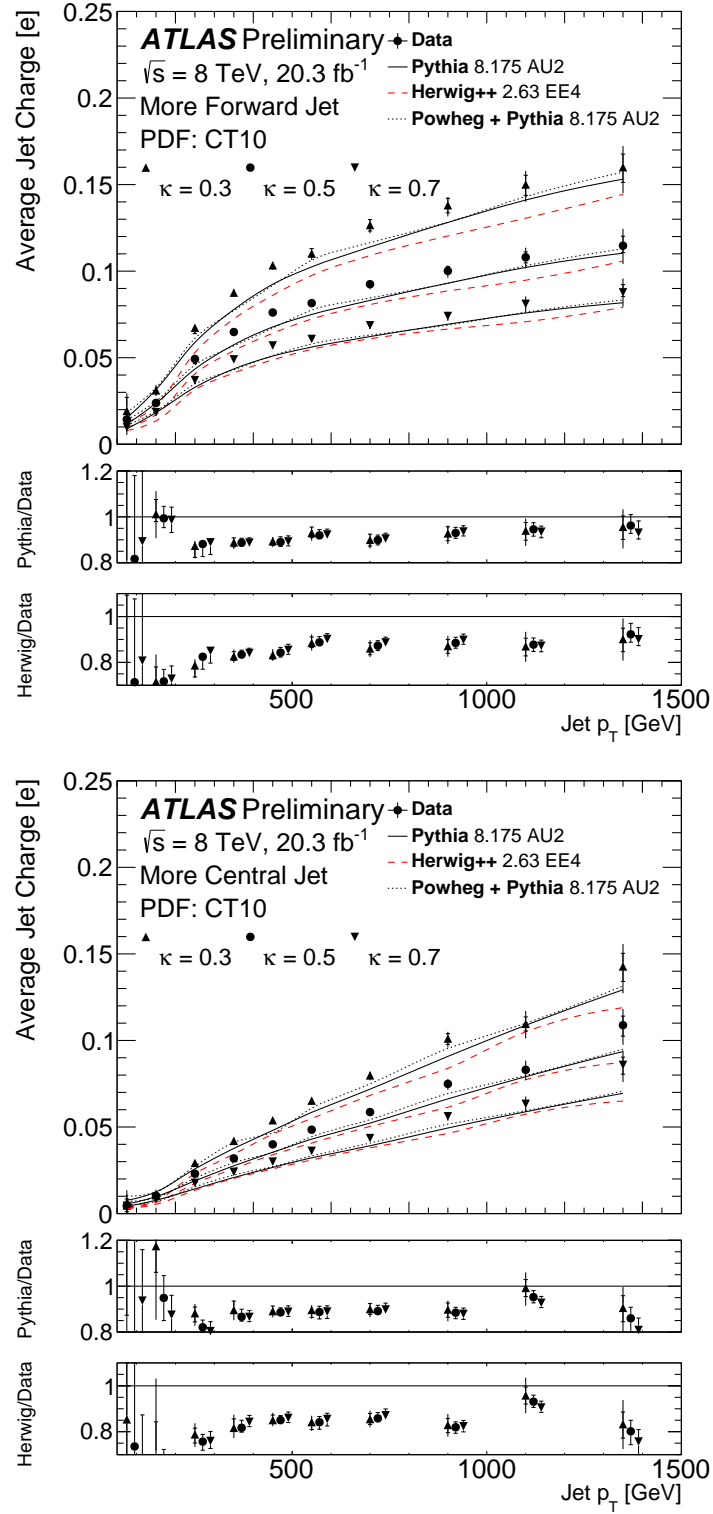 Average Jet Charge [e]
0.25
0.2
0.15
0.1
0.05
0
ATLAS Preliminary
√s = 8 TeV, 20.3 fb⁻¹
More Forward Jet
PDF: CT10
Data
Pythia 8.175 AU2
Herwig++ 2.63 EE4
Powheg + Pythia 8.175 AU2
κ = 0.3 κ = 0.5 κ = 0.7
Pythia/Data
1.2
1
0.8
Herwig/Data
1
0.8
500 1000 1500
Jet p_T [GeV]
Average Jet Charge [e]
0.25
0.2
0.15
0.1
0.05
0
ATLAS Preliminary
√s = 8 TeV, 20.3 fb⁻¹
More Central Jet
PDF: CT10
Data
Pythia 8.175 AU2
Herwig++ 2.63 EE4
Powheg + Pythia 8.175 AU2
κ = 0.3 κ = 0.5 κ = 0.7
Pythia/Data
1.2
1
0.8
Herwig/Data
1
0.8
500 1000 1500
Jet p_T [GeV]